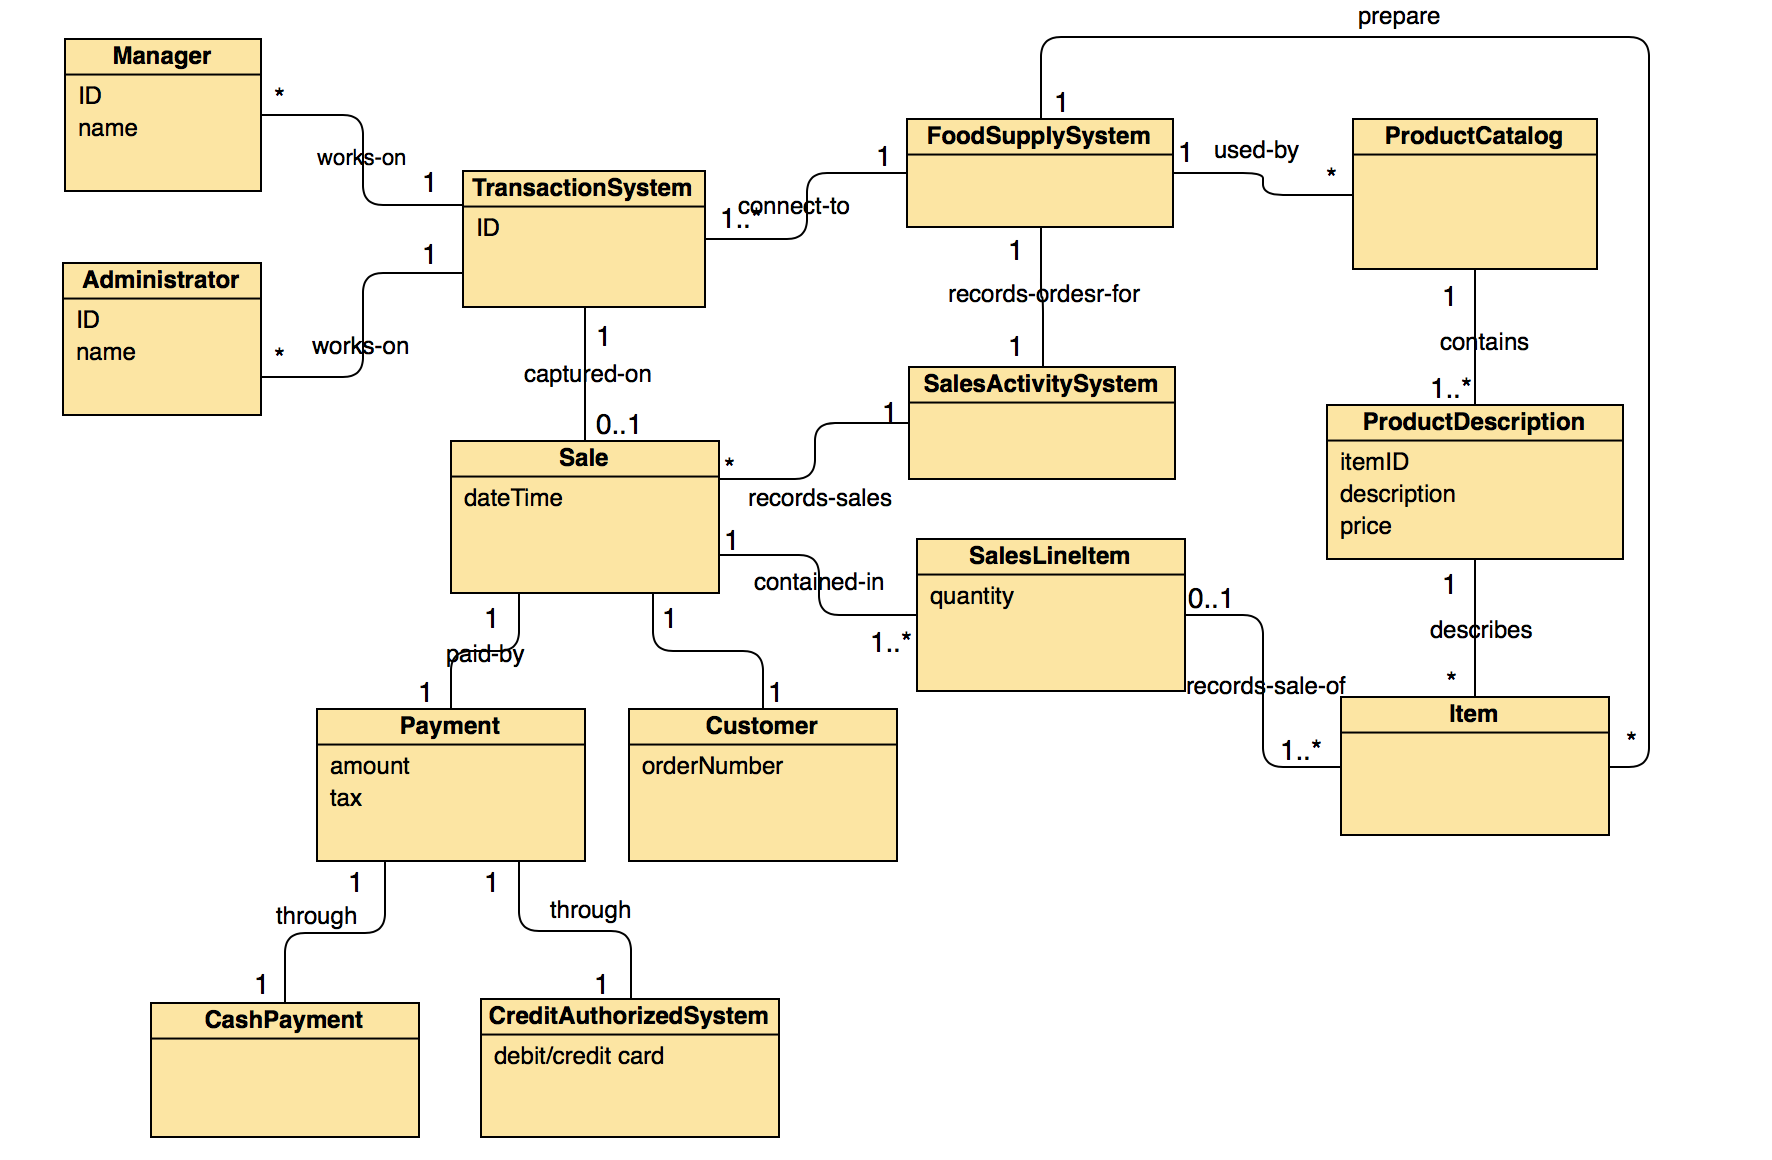 prepare
Manager
ID
name
*
works-on
1
TransactionSystem
ID
1
Administrator
ID
name
*
works-on
1..*
connect-to
1
1
FoodSupplySystem
1
used-by
*
ProductCatalog
1
records-ordesr-for
1
SalesActivitySystem
1
contains
1..*
ProductDescription
itemID
description
price
1
captured-on
0..1
Sale
dateTime
*
1
records-sales
1
contained-in
1..*
SalesLineItem
quantity
0..1
records-sale-of
1..*
1
describes
*
Item
*
1
paid-by
1
1
1
Payment
amount
tax
Customer
orderNumber
1
through
1
1
through
1
CashPayment
CreditAuthorizedSystem
debit/credit card